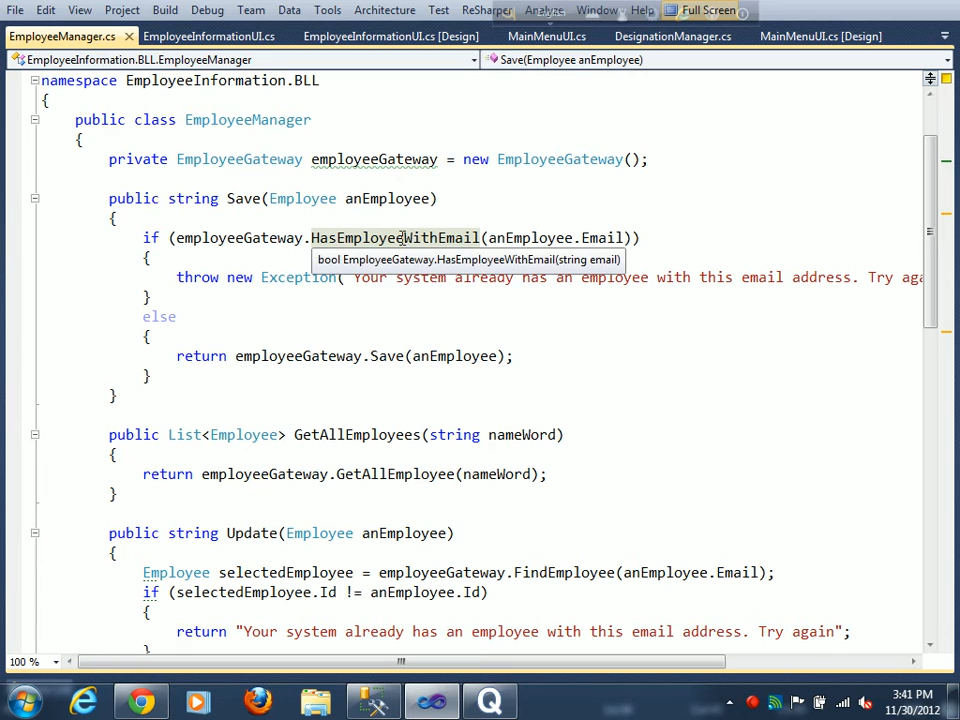 File Edit View Project Build Debug Team Data Tools Architecture Test ReSharper Analyze Window Help Full Screen
EmployeeManager.cs EmployeeInformationUI.cs EmployeeInformationUI.cs [Design] MainMenuUI.cs DesignationManager.cs MainMenuUI.cs [Design]
EmployeeInformation.BLL.EmployeeManager Save(Employee anEmployee)
namespace EmployeeInformation.BLL
{
public class EmployeeManager
{
private EmployeeGateway employeeGateway = new EmployeeGateway();
public string Save(Employee anEmployee)
{
if (employeeGateway.HasEmployeeWithEmail(anEmployee.Email))
{
bool EmployeeGateway.HasEmployeeWithEmail(string email)
throw new Exception( Your system already has an employee with this email address. Try aga
}
else
{
return employeeGateway.Save(anEmployee);
}
}
public List<Employee> GetAllEmployees(string nameWord)
{
return employeeGateway.GetAllEmployee(nameWord);
}
public string Update(Employee anEmployee)
{
Employee selectedEmployee = employeeGateway.FindEmployee(anEmployee.Email);
if (selectedEmployee.Id != anEmployee.Id)
{
return "Your system already has an employee with this email address. Try again";
}
100 %
3:41 PM
11/30/2012